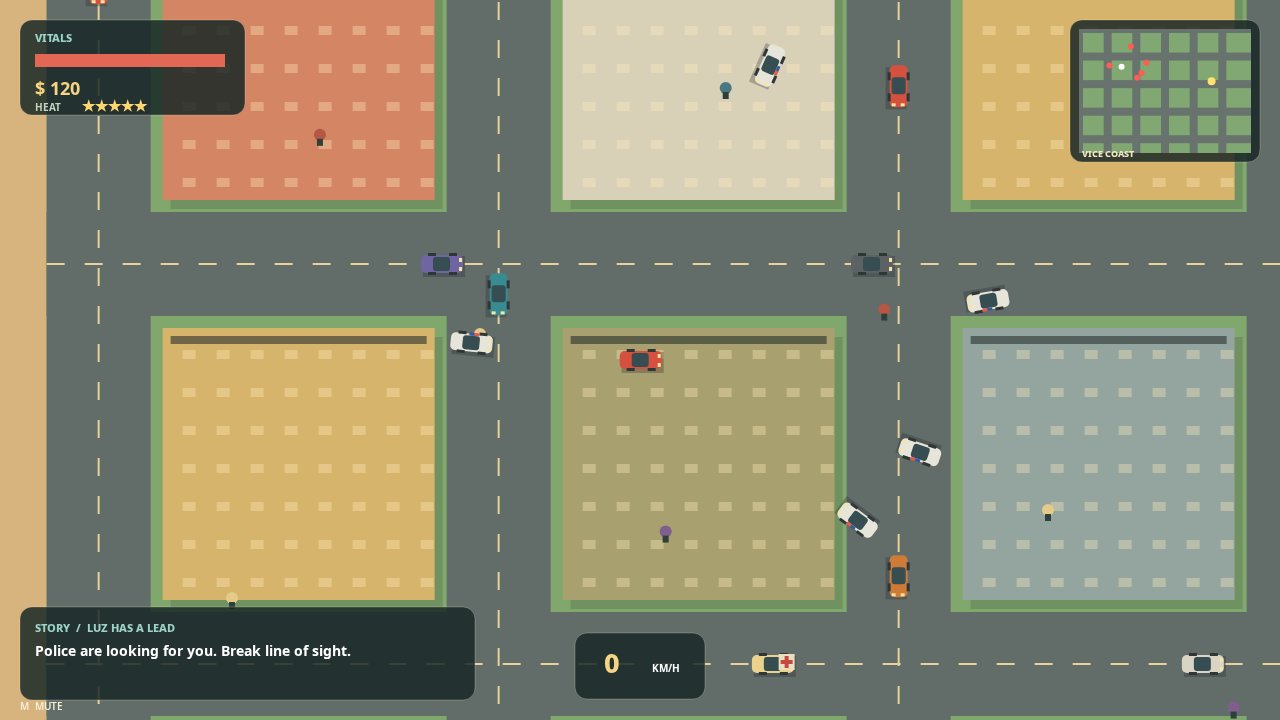 VITALS
$ 120
HEAT ★★★★★
VICE COAST
STORY / LUZ HAS A LEAD
Police are looking for you. Break line of sight.
0 KM/H
M MUTE